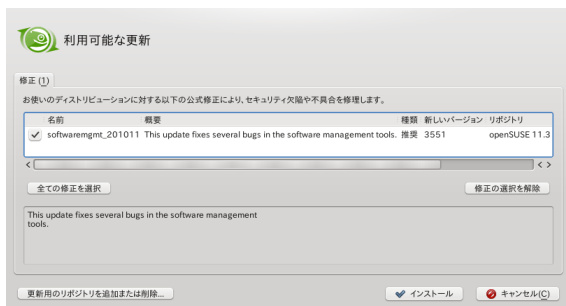 利用可能な更新
修正 (1)
お使いのディストリビューションに対する以下の公式修正により、セキュリティ欠陥や不具合を修理します。
名前 概要 種類 新しいバージョン リポジトリ
softwaremgmt_201011 This update fixes several bugs in the software management tools. 推奨 3551 openSUSE 11.3
全ての修正を選択 修正の選択を解除
This update fixes several bugs in the software management
tools.
更新用のリポジトリを追加または削除... インストール キャンセル(C)